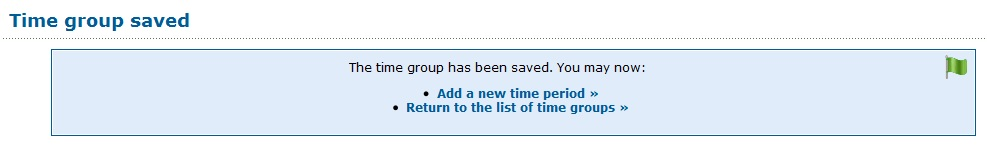 Time group saved
The time group has been saved. You may now:
• Add a new time period »
• Return to the list of time groups »